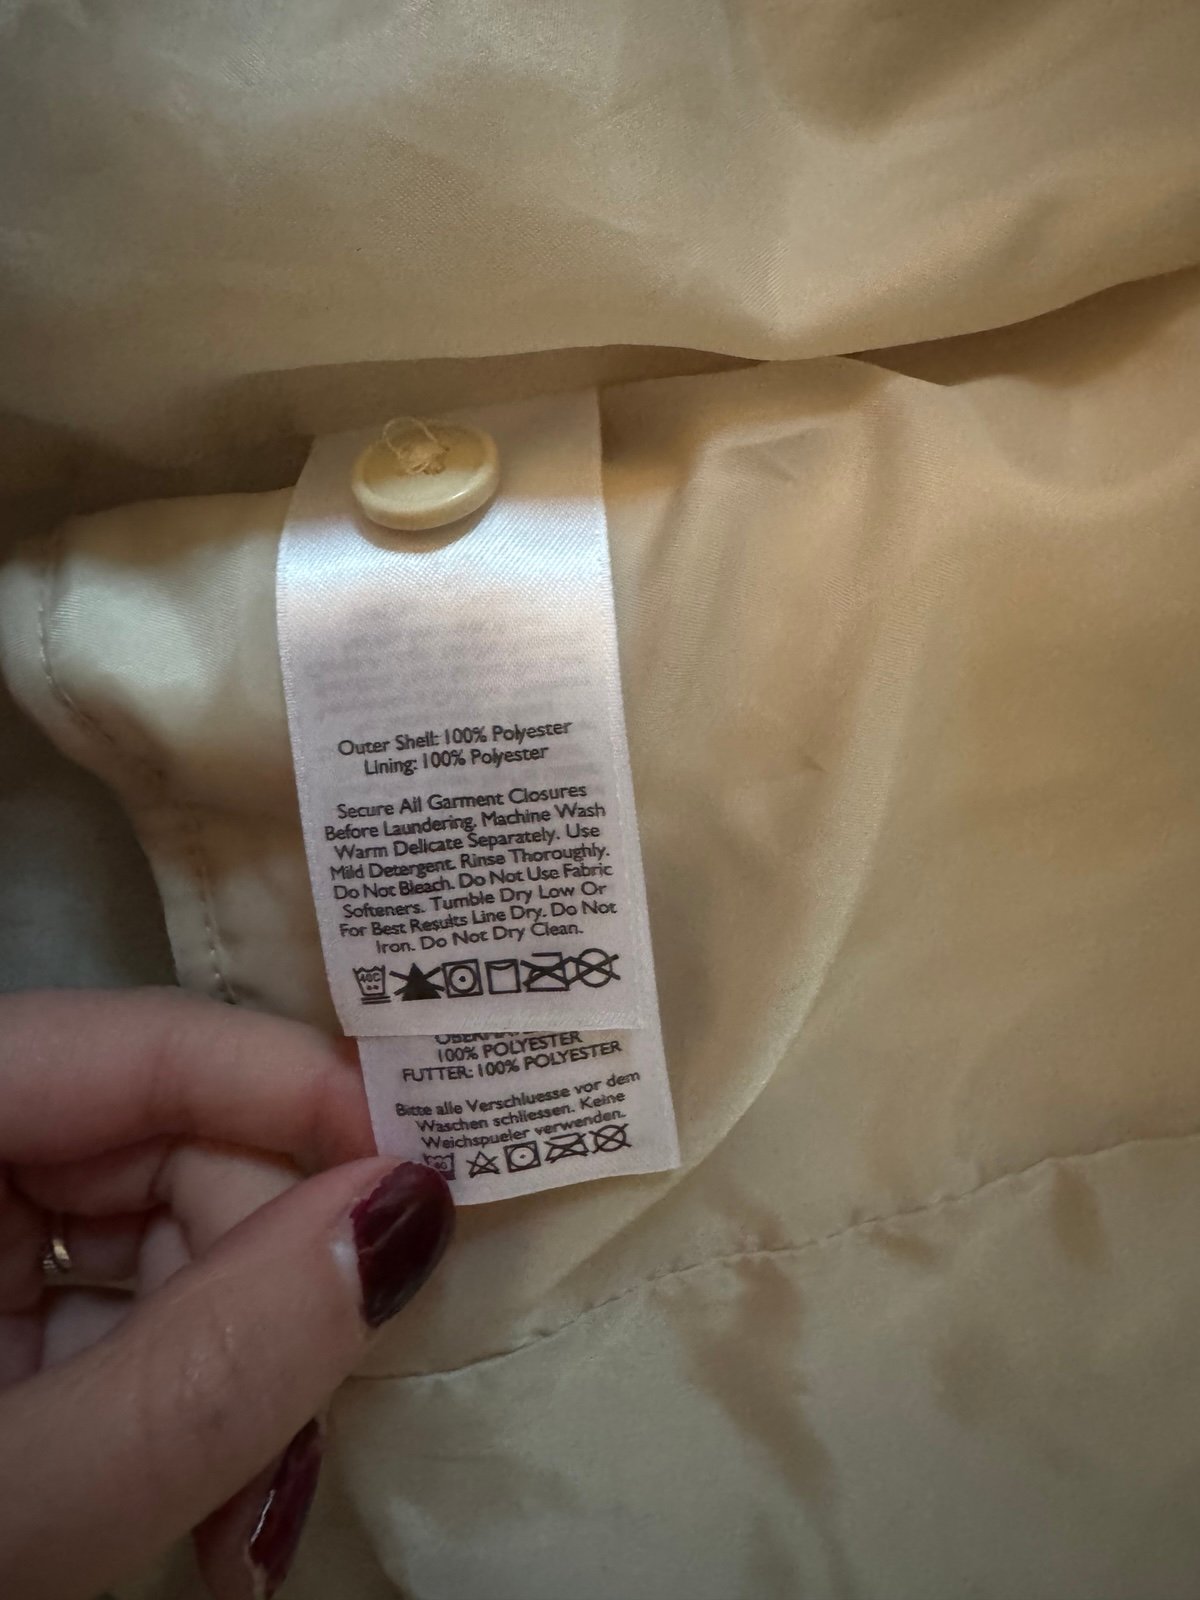 Outer Shell: 100% Polyester
Lining: 100% Polyester
Secure All Garment Closures
Before Laundering. Machine Wash
Warm Delicate Separately. Use
Mild Detergent. Rinse Thoroughly.
Do Not Bleach. Do Not Use Fabric
Softeners. Tumble Dry Low Or
For Best Results Line Dry. Do Not
Iron. Do Not Dry Clean.
40C
100% POLYESTER
FUTTER: 100% POLYESTER
Bitte alle Verschluesse vor dem
Waschen schliessen. Keine
Weichspueler verwenden.
40